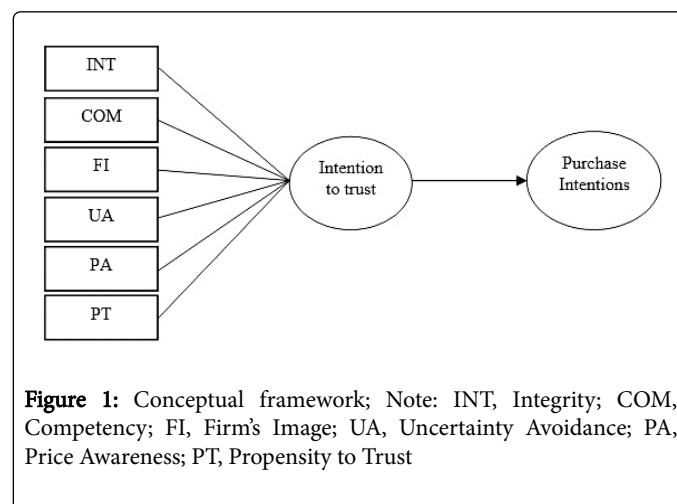 INT
COM
FI
UA
PA
PT
Intention
to trust
Purchase
Intentions
Figure 1: Conceptual framework; Note: INT, Integrity; COM,
Competency; FI, Firm's Image; UA, Uncertainty Avoidance; PA,
Price Awareness; PT, Propensity to Trust